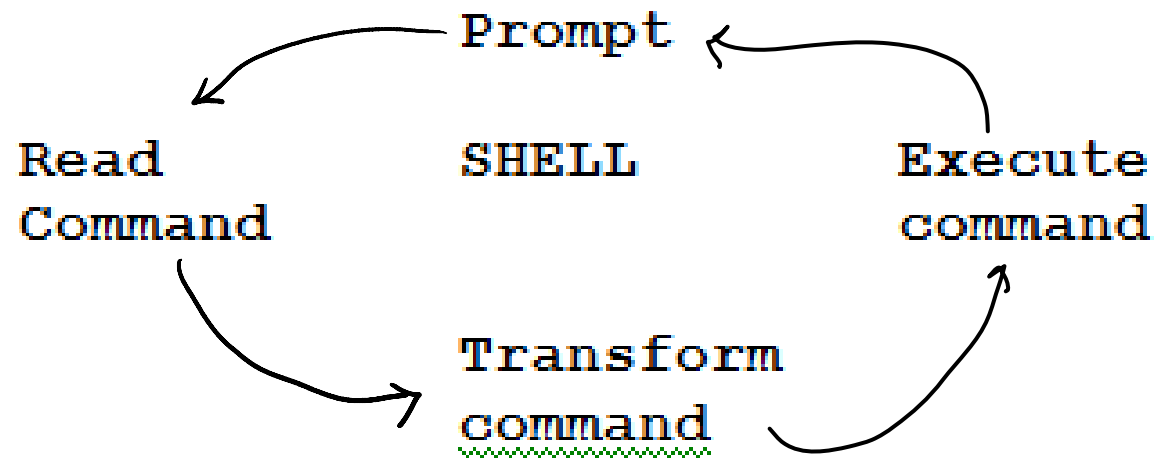 Prompt
Read
Command
SHELL
Execute
command
Transform
command